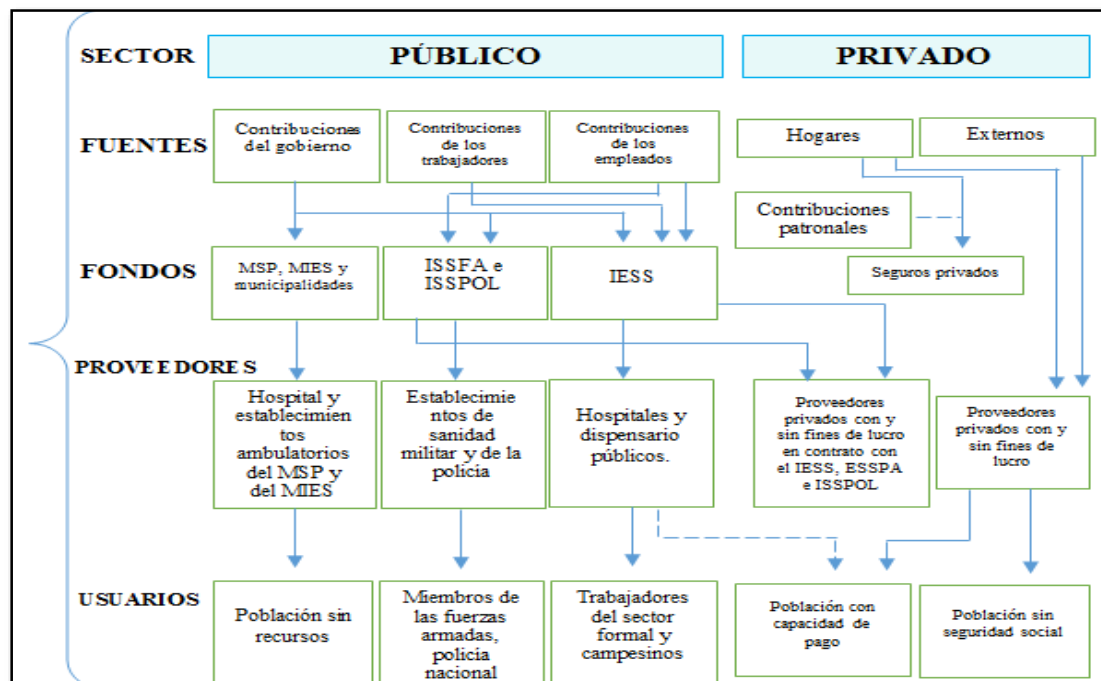 SECTOR
PÚBLICO
PRIVADO
FUENTES
Contribuciones
del gobierno
Contribuciones
de los
trabajadores
Contribuciones
de los
empleados
Hogares
Externos
Contribuciones
patronales
FONDOS
MSP, MIES y
municipalidades
ISSFA e
ISSPOL
IESS
Seguros privados
PROVEEDORES
Hospital y
establecimien
tos
ambulatorios
del MSP y
del MIES
Establecimie
ntos de
sanidad
militar y de la
policía
Hospitales y
dispensario
públicos.
Proveedores
privados con y
sin fines de lucro
en contrato con
el IESS, ESSPA
e ISSPOL
Proveedores
privados con y
sin fines de
lucro
USUARIOS
Población sin
recursos
Miembros de
las fuerzas
armadas,
policía
nacional
Trabajadores
del sector
formal y
campesinos
Población con
capacidad de
pago
Población sin
seguridad social